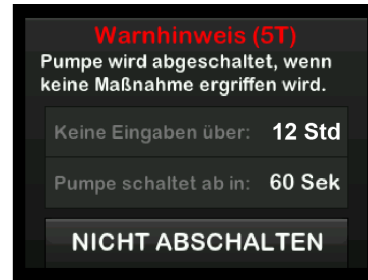 Warnhinweis (5T)
Pumpe wird abgeschaltet, wenn
keine Maßnahme ergriffen wird.
Keine Eingaben über: 12 Std
Pumpe schaltet ab in: 60 Sek
NICHT ABSCHALTEN